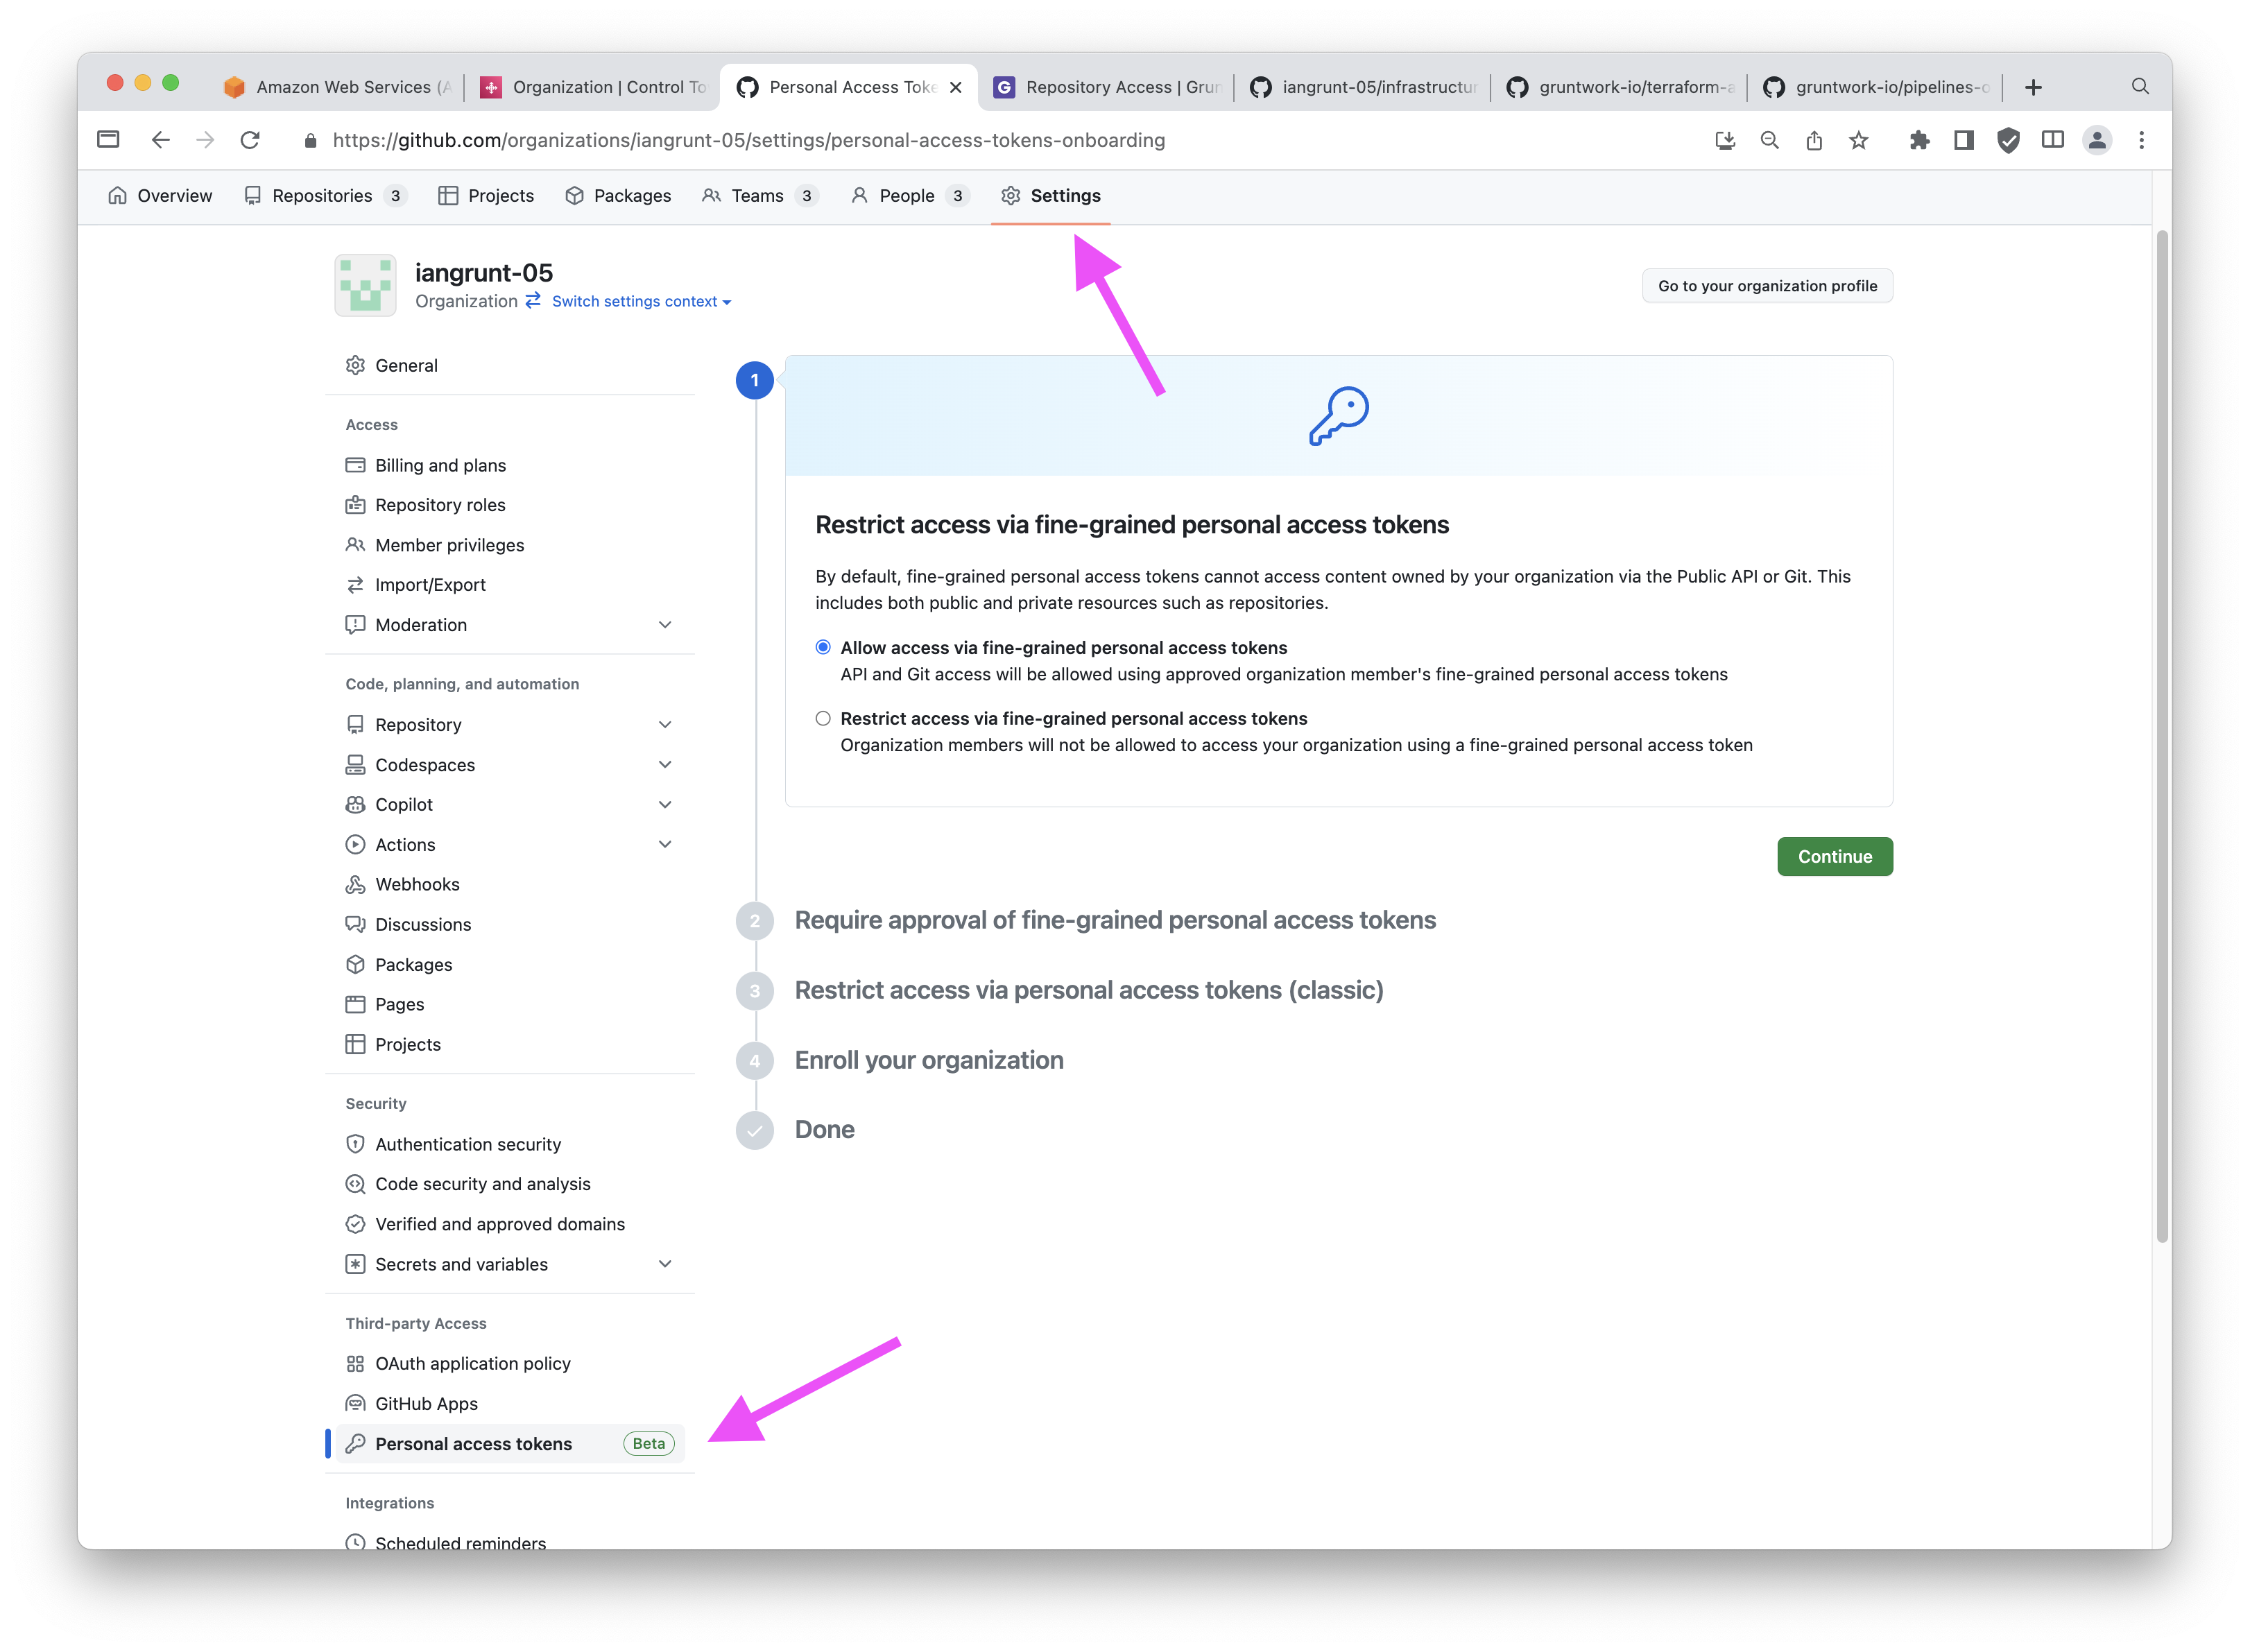 Amazon Web Services (A
Organization | Control To
Personal Access Toke
Repository Access | Grun
iangrunt-05/infrastructur
gruntwork-io/terraform-a
gruntwork-io/pipelines-o
https://github.com/organizations/iangrunt-05/settings/personal-access-tokens-onboarding
Overview
Repositories 3
Projects
Packages
Teams 3
People 3
Settings
iangrunt-05
Organization Switch settings context
Go to your organization profile
General
Access
Billing and plans
Repository roles
Member privileges
Import/Export
Moderation
Code, planning, and automation
Repository
Codespaces
Copilot
Actions
Webhooks
Discussions
Packages
Pages
Projects
Security
Authentication security
Code security and analysis
Verified and approved domains
Secrets and variables
Third-party Access
OAuth application policy
GitHub Apps
Personal access tokens Beta
Integrations
Scheduled reminders
1
Restrict access via fine-grained personal access tokens
By default, fine-grained personal access tokens cannot access content owned by your organization via the Public API or Git. This
includes both public and private resources such as repositories.
Allow access via fine-grained personal access tokens
API and Git access will be allowed using approved organization member's fine-grained personal access tokens
Restrict access via fine-grained personal access tokens
Organization members will not be allowed to access your organization using a fine-grained personal access token
Continue
2 Require approval of fine-grained personal access tokens
3 Restrict access via personal access tokens (classic)
4 Enroll your organization
Done